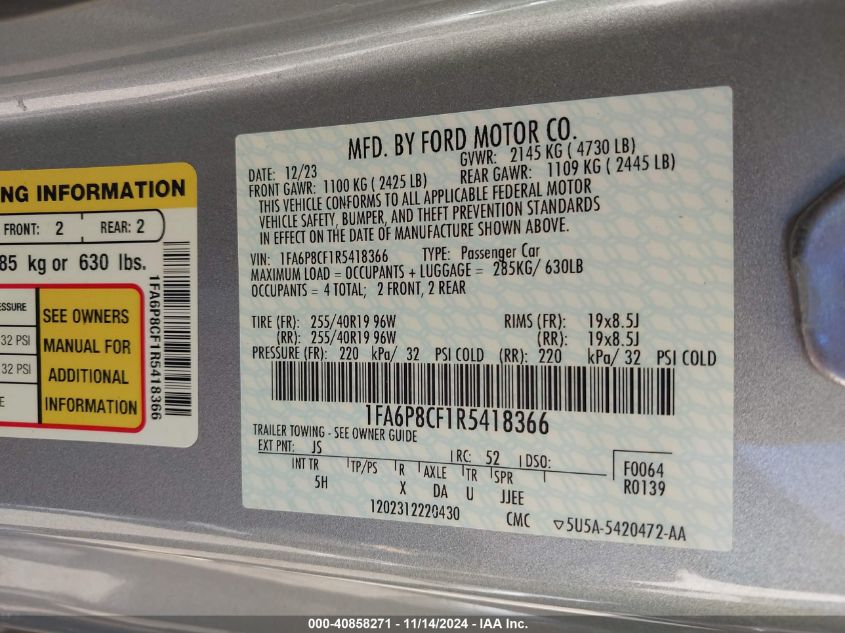 NG INFORMATION
FRONT: 2 REAR: 2
85 kg or 630 lbs.
ESSURE
32 PSI
32 PSI
E
SEE OWNERS
MANUAL FOR
ADDITIONAL
INFORMATION
1FA6P8CF1R5418366
MFD. BY FORD MOTOR CO.
DATE: 12/23 GVWR: 2145 KG ( 4730 LB)
FRONT GAWR: 1100 KG ( 2425 LB) REAR GAWR: 1109 KG ( 2445 LB)
THIS VEHICLE CONFORMS TO ALL APPLICABLE FEDERAL MOTOR
VEHICLE SAFETY, BUMPER, AND THEFT PREVENTION STANDARDS
IN EFFECT ON THE DATE OF MANUFACTURE SHOWN ABOVE.
VIN: 1FA6P8CF1R5418366 TYPE: Passenger Car
MAXIMUM LOAD = OCCUPANTS + LUGGAGE = 285KG/ 630LB
OCCUPANTS = 4 TOTAL; 2 FRONT, 2 REAR
TIRE (FR): 255/40R19 96W RIMS (FR): 19x8.5J
(RR): 255/40R19 96W (RR): 19x8.5J
PRESSURE (FR): 220 kPa/ 32 PSI COLD (RR): 220 kPa/ 32 PSI COLD
1FA6P8CF1R5418366
TRAILER TOWING - SEE OWNER GUIDE
EXT PNT: JS RC: 52 DSO:
INT TR TP/PS R AXLE TR SPR F0064
5H X DA U JJEE R0139
1202312220430 CMC ▽5U5A-5420472-AA
000-40858271 - 11/14/2024 - IAA Inc.